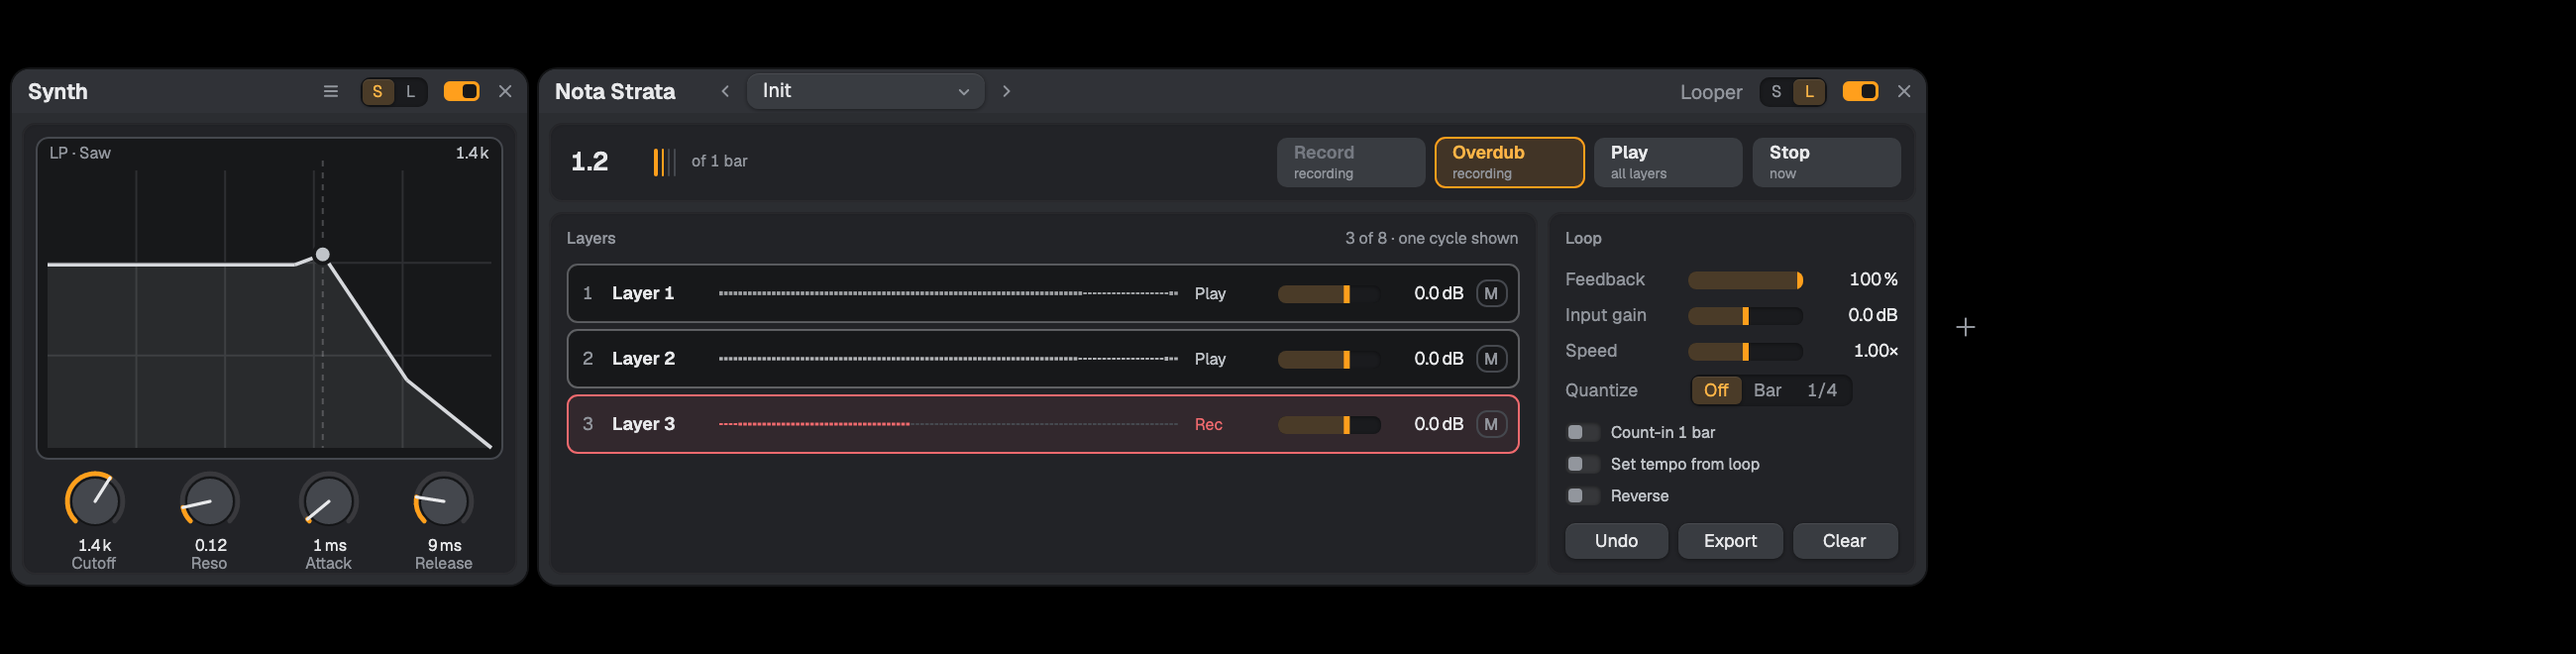 Synth
S L
LP · Saw 1.4k
1.4k 0.12 1ms 9ms
Cutoff Reso Attack Release
Nota Strata
Init
Looper S L
1.2 of 1 bar
Record
recording
Overdub
recording
Play
all layers
Stop
now
Layers 3 of 8 · one cycle shown
1 Layer 1 Play 0.0 dB M
2 Layer 2 Play 0.0 dB M
3 Layer 3 Rec 0.0 dB M
Loop
Feedback 100 %
Input gain 0.0 dB
Speed 1.00×
Quantize Off Bar 1/4
Count-in 1 bar
Set tempo from loop
Reverse
Undo Export Clear